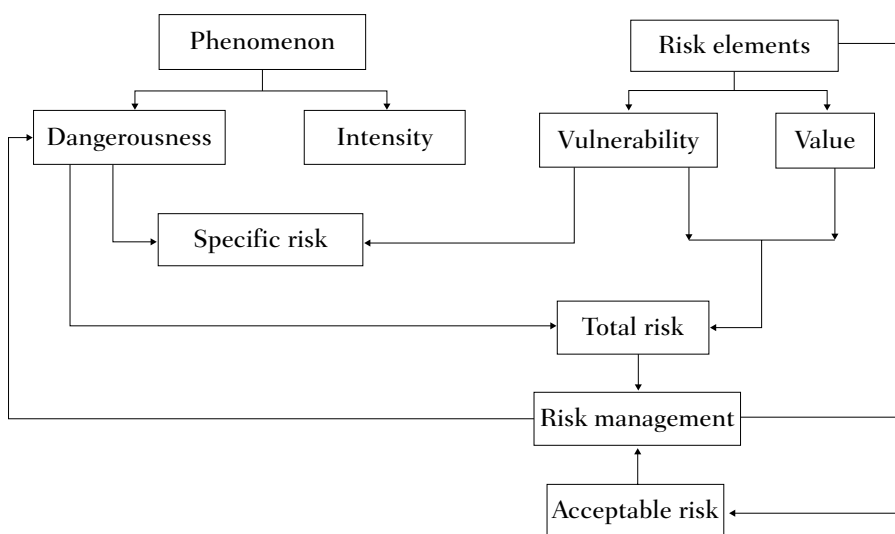 Phenomenon
Risk elements
Dangerousness
Intensity
Vulnerability
Value
Specific risk
Total risk
Risk management
Acceptable risk